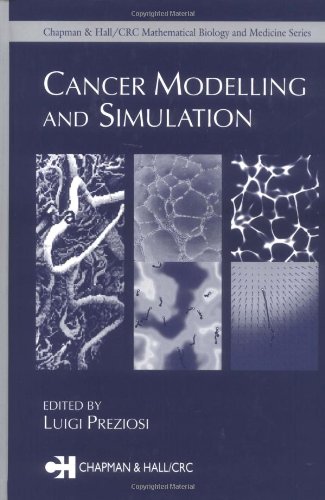 Chapman & Hall/CRC Mathematical Biology and Medicine Series
CANCER MODELLING
AND SIMULATION
a
EDITED BY
LUIGI PREZIOSI
CH CHAPMAN & HALL/CRC